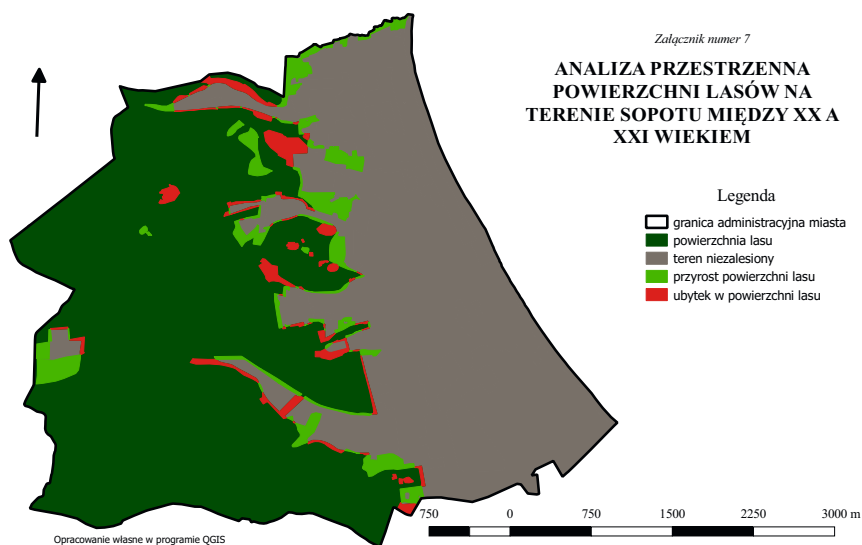 Załącznik numer 7
ANALIZA PRZESTRZENNA
POWIERZCHNI LASÓW NA
TERENIE SOPOTU MIĘDZY XX A
XXI WIEKIEM
Legenda
granica administracyjna miasta
powierzchnia lasu
teren niezalesiony
przyrost powierzchni lasu
ubytek w powierzchni lasu
750 0 750 1500 2250 3000 m
Opracowanie własne w programie QGIS